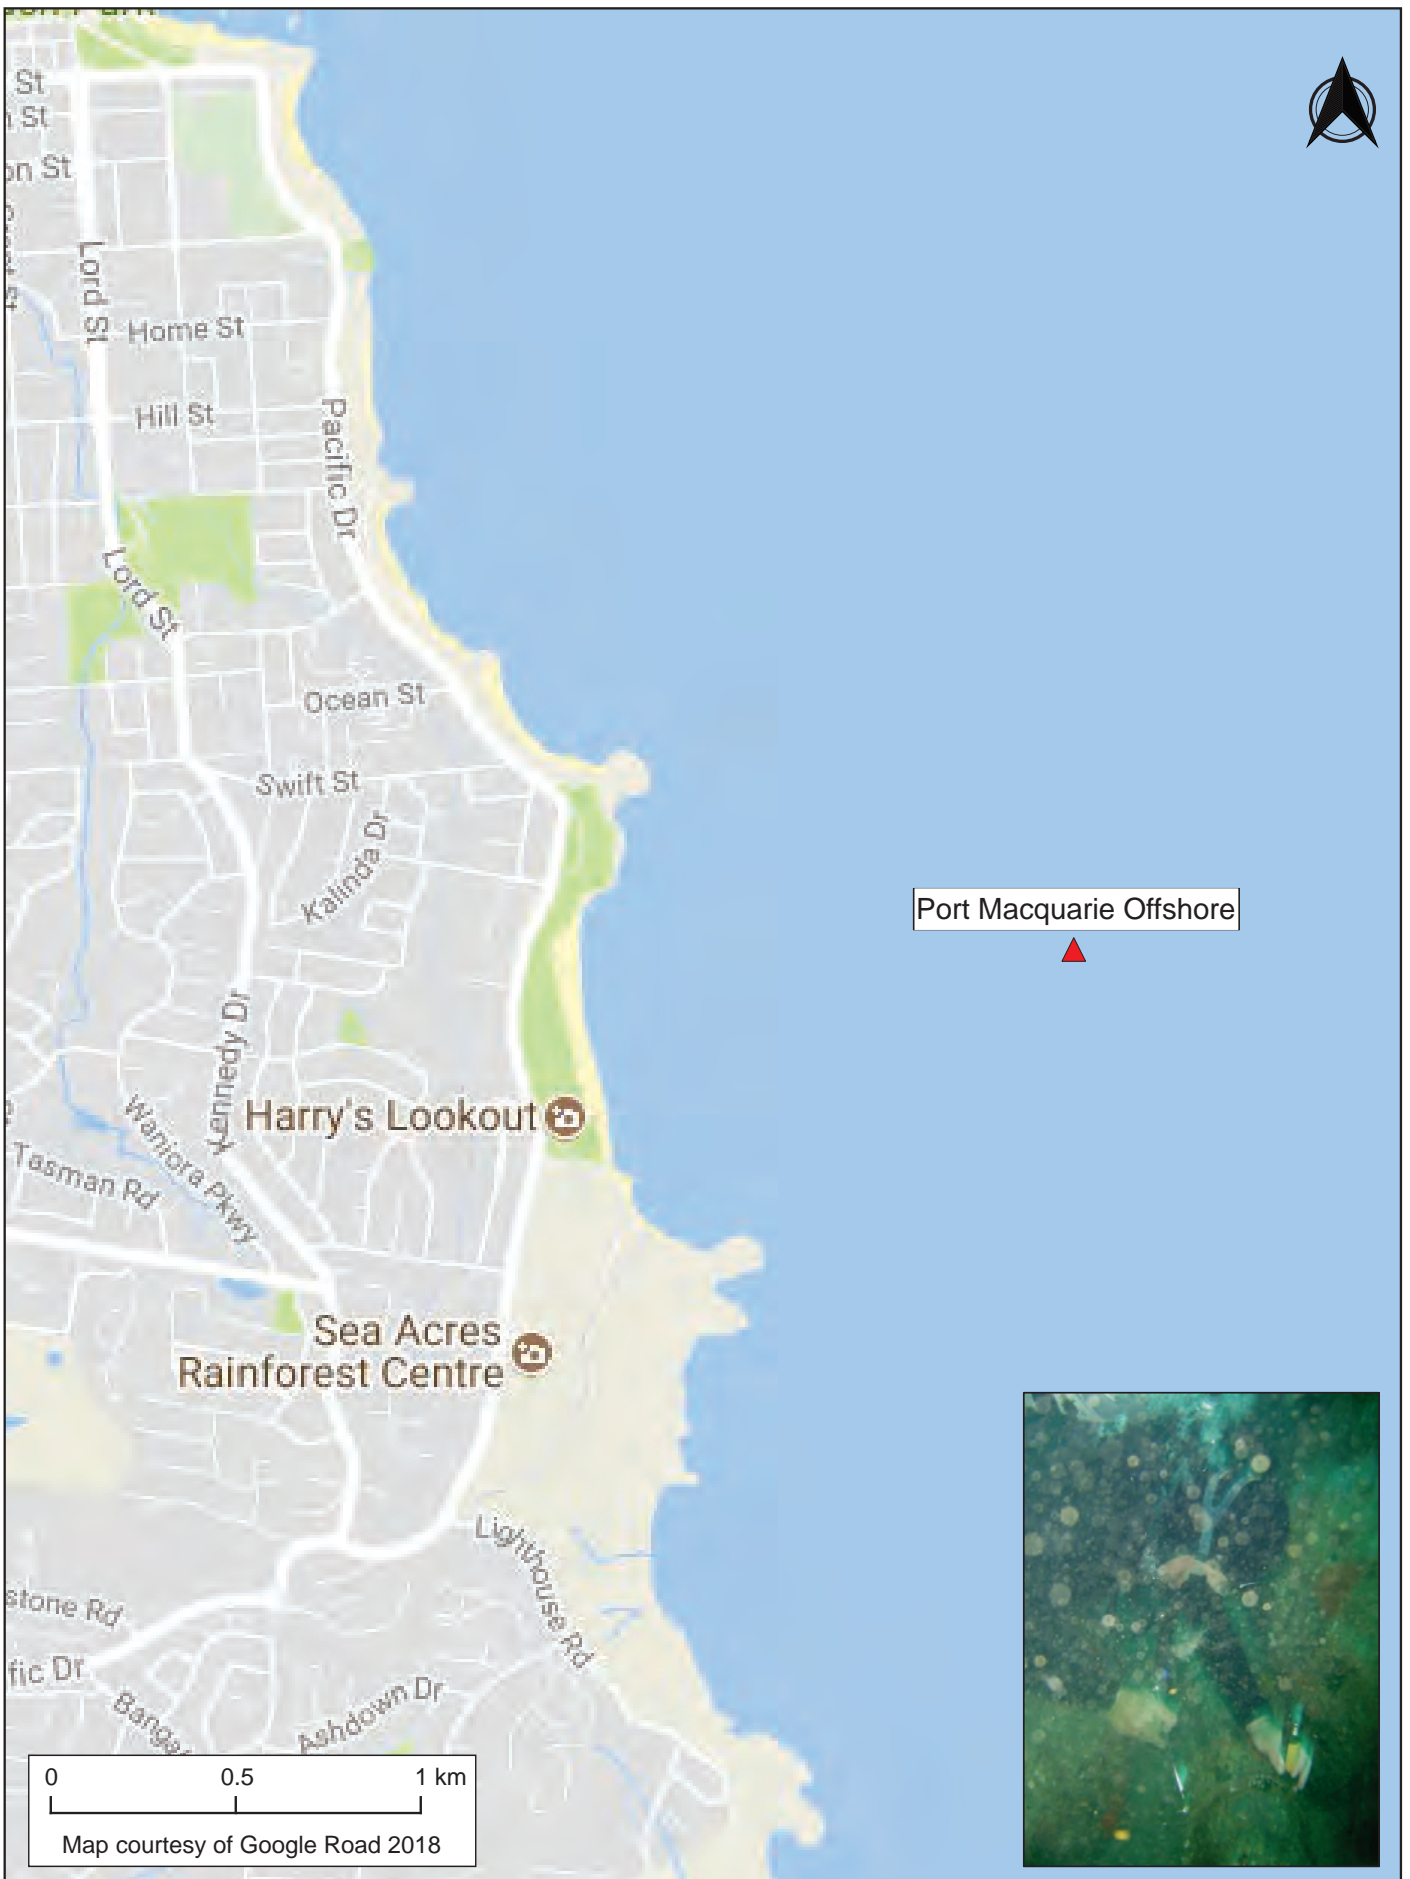 St
St
St
Lord St
Home St
Hill St
Pacific Dr
Lord St
Ocean St
Swift St
Kalinda Dr
Port Macquarie Offshore
Kennedy Dr
Harry's Lookout
Waniora Pkwy
Tasman Rd
Sea Acres
Rainforest Centre
Lighthouse Rd
stone Rd
fic Dr
Ashdown Dr
0 0.5 1 km
Map courtesy of Google Road 2018